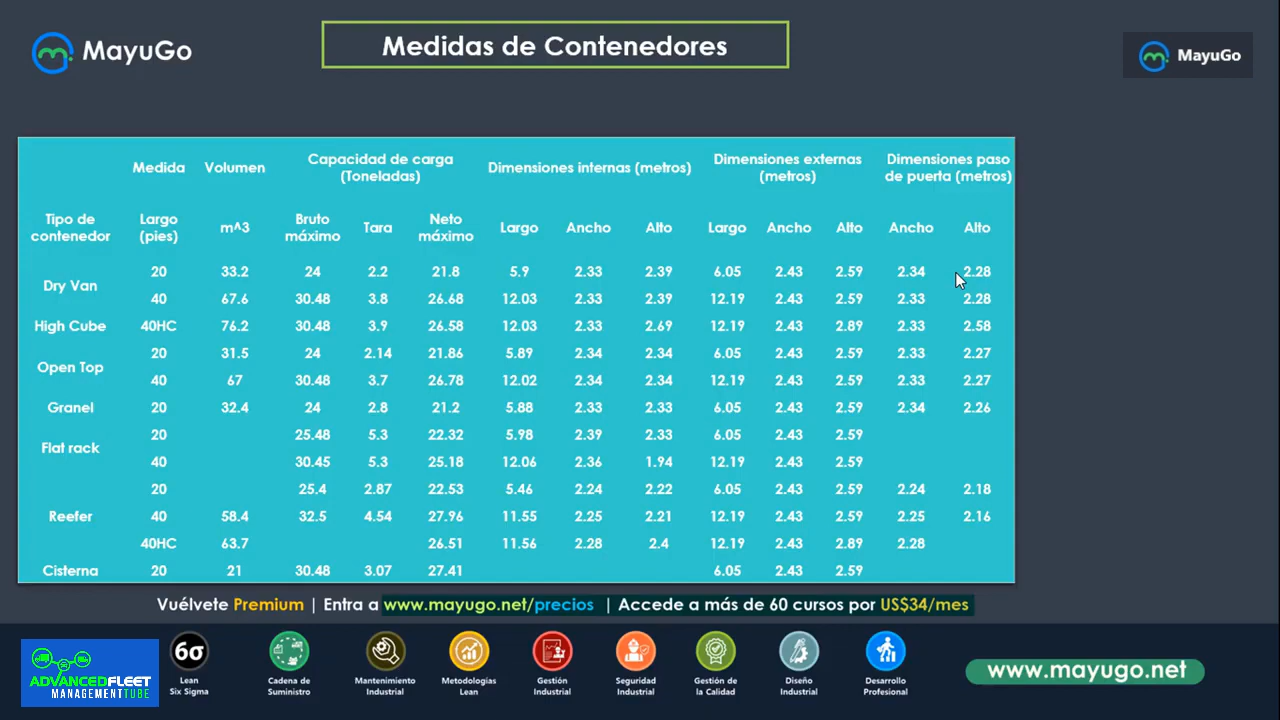 MayuGo
Medidas de Contenedores
MayuGo
Medida Volumen Capacidad de carga (Toneladas) Dimensiones internas (metros) Dimensiones externas (metros) Dimensiones paso de puerta (metros)
Tipo de contenedor Largo (pies) m^3 Bruto máximo Tara Neto máximo Largo Ancho Alto Largo Ancho Alto Ancho Alto
Dry Van
20 33.2 24 2.2 21.8 5.9 2.33 2.39 6.05 2.43 2.59 2.34 2.28
40 67.6 30.48 3.8 26.68 12.03 2.33 2.39 12.19 2.43 2.59 2.33 2.28
High Cube 40HC 76.2 30.48 3.9 26.58 12.03 2.33 2.69 12.19 2.43 2.89 2.33 2.58
Open Top
20 31.5 24 2.14 21.86 5.89 2.34 2.34 6.05 2.43 2.59 2.33 2.27
40 67 30.48 3.7 26.78 12.02 2.34 2.34 12.19 2.43 2.59 2.33 2.27
Granel 20 32.4 24 2.8 21.2 5.88 2.33 2.33 6.05 2.43 2.59 2.34 2.26
Flat rack
20 25.48 5.3 22.32 5.98 2.39 2.33 6.05 2.43 2.59
40 30.45 5.3 25.18 12.06 2.36 1.94 12.19 2.43 2.59
20 25.4 2.87 22.53 5.46 2.24 2.22 6.05 2.43 2.59 2.24 2.18
Reefer 40 58.4 32.5 4.54 27.96 11.55 2.25 2.21 12.19 2.43 2.59 2.25 2.16
40HC 63.7 26.51 11.56 2.28 2.4 12.19 2.43 2.89 2.28
Cisterna 20 21 30.48 3.07 27.41 6.05 2.43 2.59
Vuélvete Premium | Entra a www.mayugo.net/precios | Accede a más de 60 cursos por US$34/mes
ADVANCEDFLEET
MANAGEMENTTUBE
6σ
Lean
Six Sigma
Cadena de
Suministro
Mantenimiento
Industrial
Metodologías
Lean
Gestión
Industrial
Seguridad
Industrial
Gestión de
la Calidad
Diseño
Industrial
Desarrollo
Profesional
www.mayugo.net